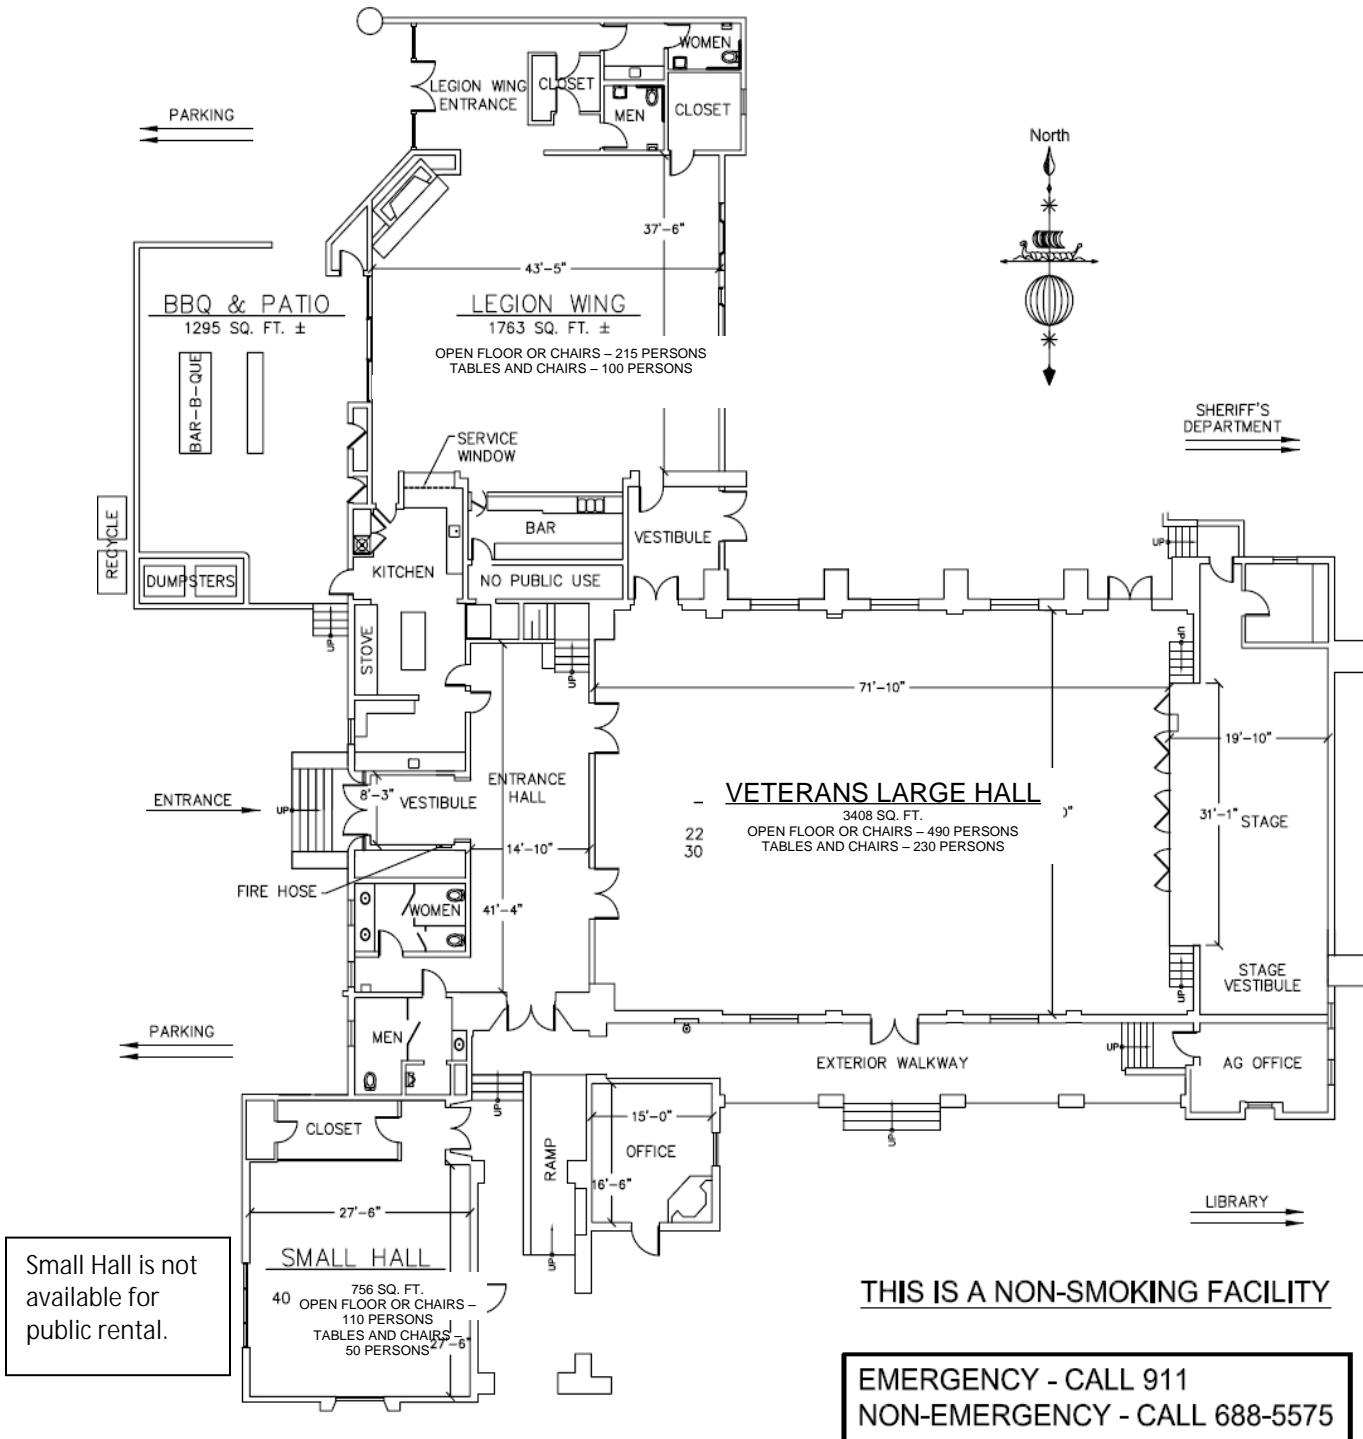 WOMEN
LEGION WING
ENTRANCE
CLOSET
MEN
CLOSET
PARKING
North
37'-6"
43'-5"
BBQ & PATIO
1295 SQ. FT. ±
LEGION WING
1763 SQ. FT. ±
OPEN FLOOR OR CHAIRS – 215 PERSONS
TABLES AND CHAIRS – 100 PERSONS
BAR-B-QUE
SHERIFF'S
DEPARTMENT
SERVICE
WINDOW
RECYCLE
BAR
VESTIBULE
UP
KITCHEN
NO PUBLIC USE
DUMPSTERS
UP
STOVE
UP
UP
71'-10"
19'-10"
ENTRANCE
UP
8'-3"
VESTIBULE
ENTRANCE
HALL
VETERANS LARGE HALL
3408 SQ. FT.
OPEN FLOOR OR CHAIRS – 490 PERSONS
TABLES AND CHAIRS – 230 PERSONS
22
30
31'-1"
STAGE
14'-10"
FIRE HOSE
WOMEN
41'-4"
STAGE
VESTIBULE
UP
PARKING
MEN
EXTERIOR WALKWAY
UP
AG OFFICE
UP
CLOSET
15'-0"
OFFICE
UP
RAMP
16'-6"
27'-6"
LIBRARY
Small Hall is not
available for
public rental.
SMALL HALL
756 SQ. FT.
40
OPEN FLOOR OR CHAIRS –
110 PERSONS
TABLES AND CHAIRS –
50 PERSONS
27'-6"
UP
THIS IS A NON-SMOKING FACILITY
EMERGENCY - CALL 911
NON-EMERGENCY - CALL 688-5575